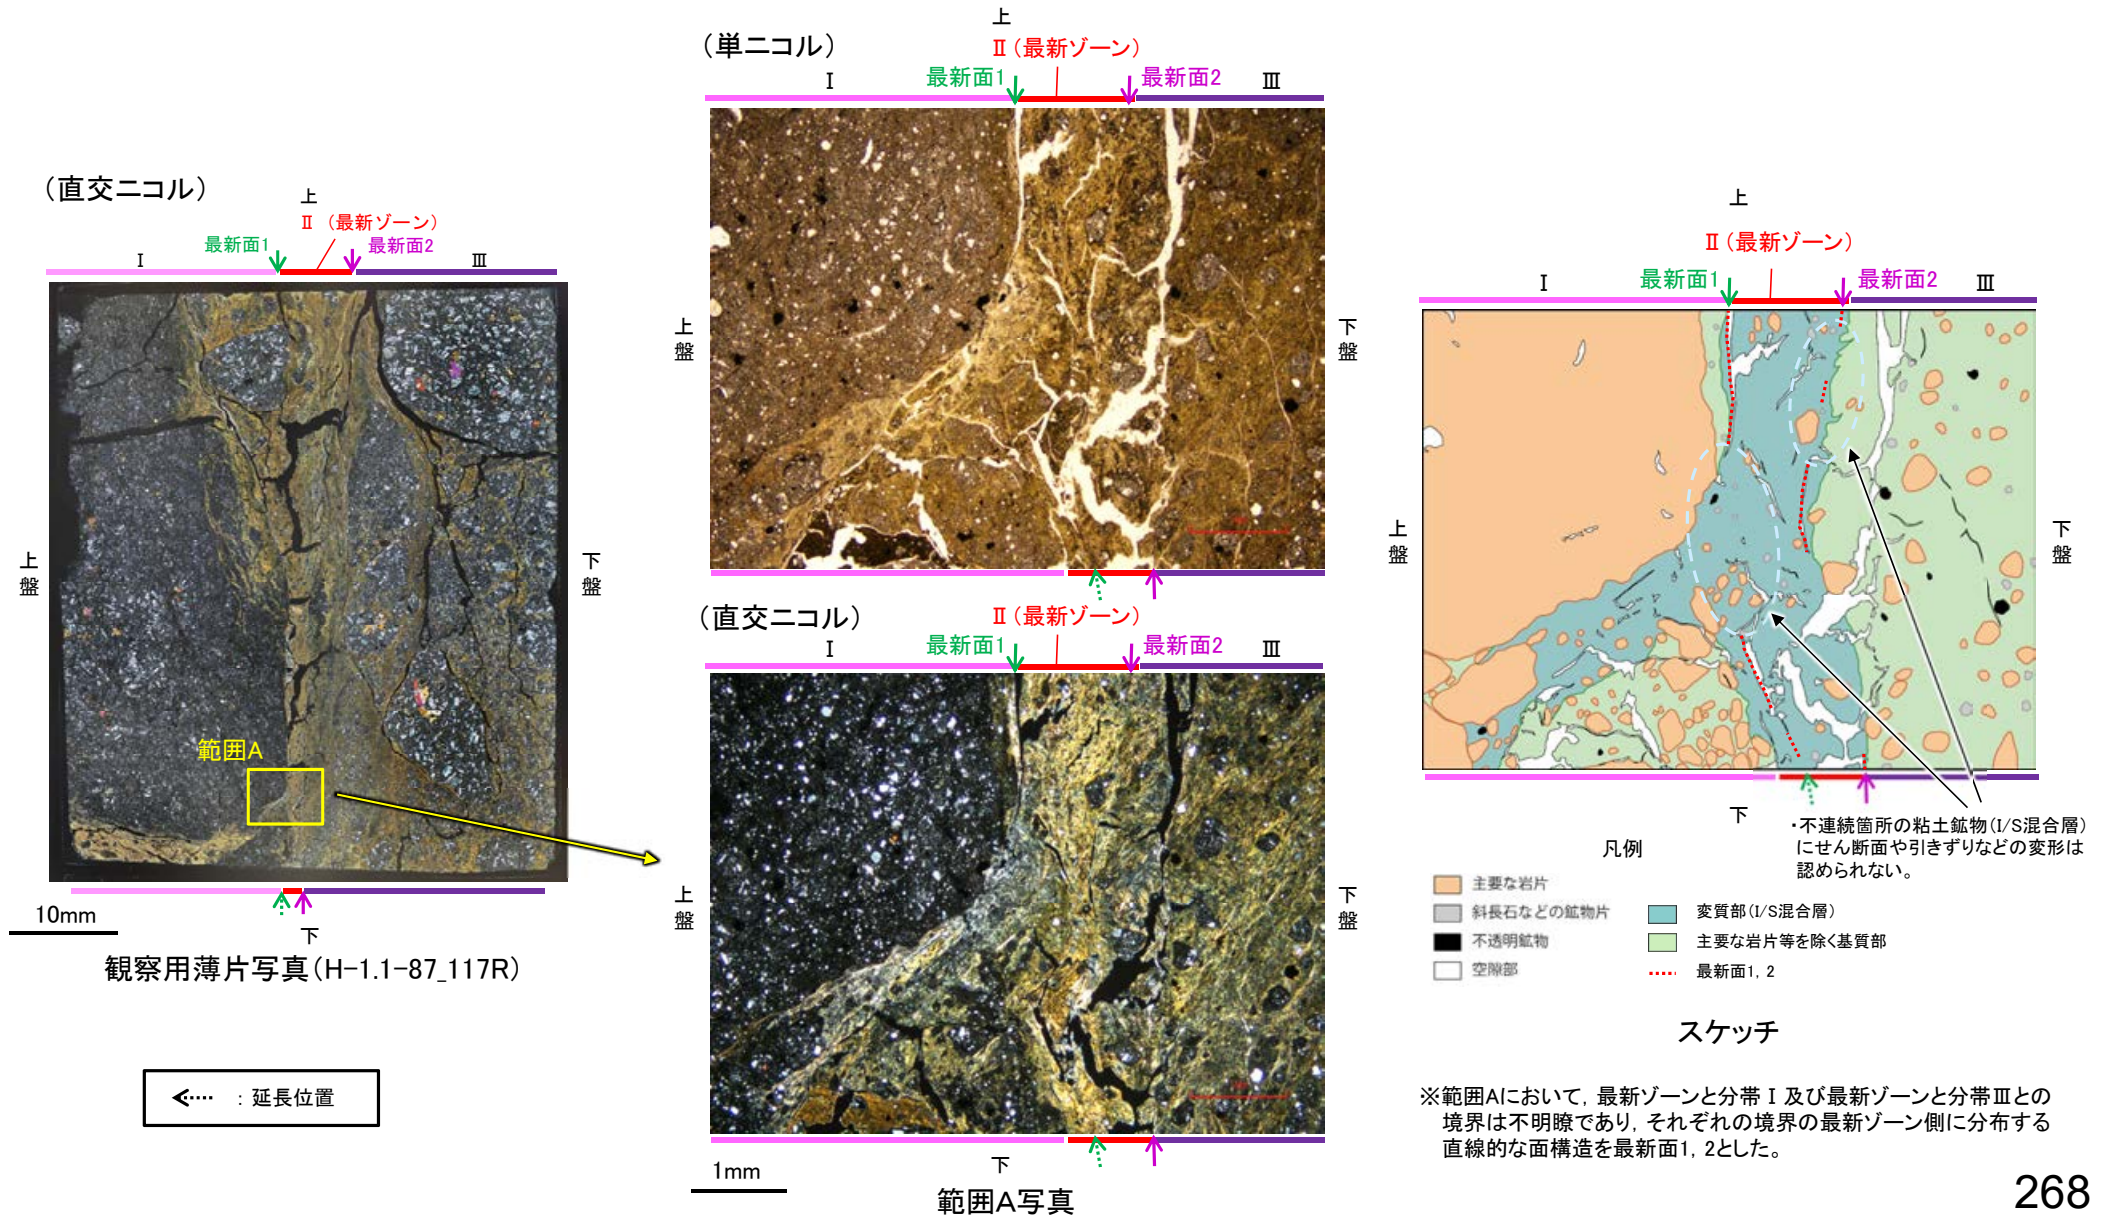 (直交ニコル)
上
Ⅱ (最新ゾーン)
最新面1
最新面2
Ⅰ
Ⅲ
上盤
下盤
範囲A
10mm
下
観察用薄片写真(H-1.1-87_117R)
:延長位置
(単ニコル)
上
Ⅱ(最新ゾーン)
Ⅰ
最新面1
最新面2
Ⅲ
上盤
下盤
(直交ニコル)
Ⅱ(最新ゾーン)
Ⅰ
最新面1
最新面2
Ⅲ
上盤
下盤
1mm
下
範囲A写真
上
Ⅱ(最新ゾーン)
Ⅰ
最新面1
最新面2
Ⅲ
上盤
下盤
下
・不連続箇所の粘土鉱物(I/S混合層)
にせん断面や引きずりなどの変形は
認められない。
凡例
主要な岩片
斜長石などの鉱物片
不透明鉱物
空隙部
変質部(I/S混合層)
主要な岩片等を除く基質部
最新面1, 2
スケッチ
※範囲Aにおいて, 最新ゾーンと分帯Ⅰ及び最新ゾーンと分帯Ⅲとの
境界は不明瞭であり, それぞれの境界の最新ゾーン側に分布する
直線的な面構造を最新面1, 2とした。
268